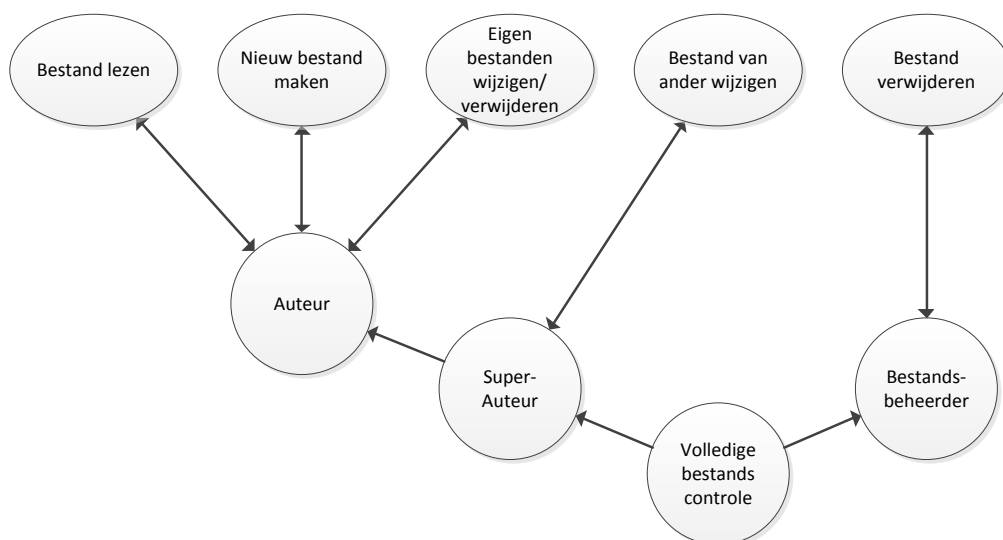 Bestand lezen
Nieuw bestand
maken
Eigen
bestanden
wijzigen/
verwijderen
Bestand van
ander wijzigen
Bestand
verwijderen
Auteur
Super-
Auteur
Bestands-
beheerder
Volledige
bestands
controle